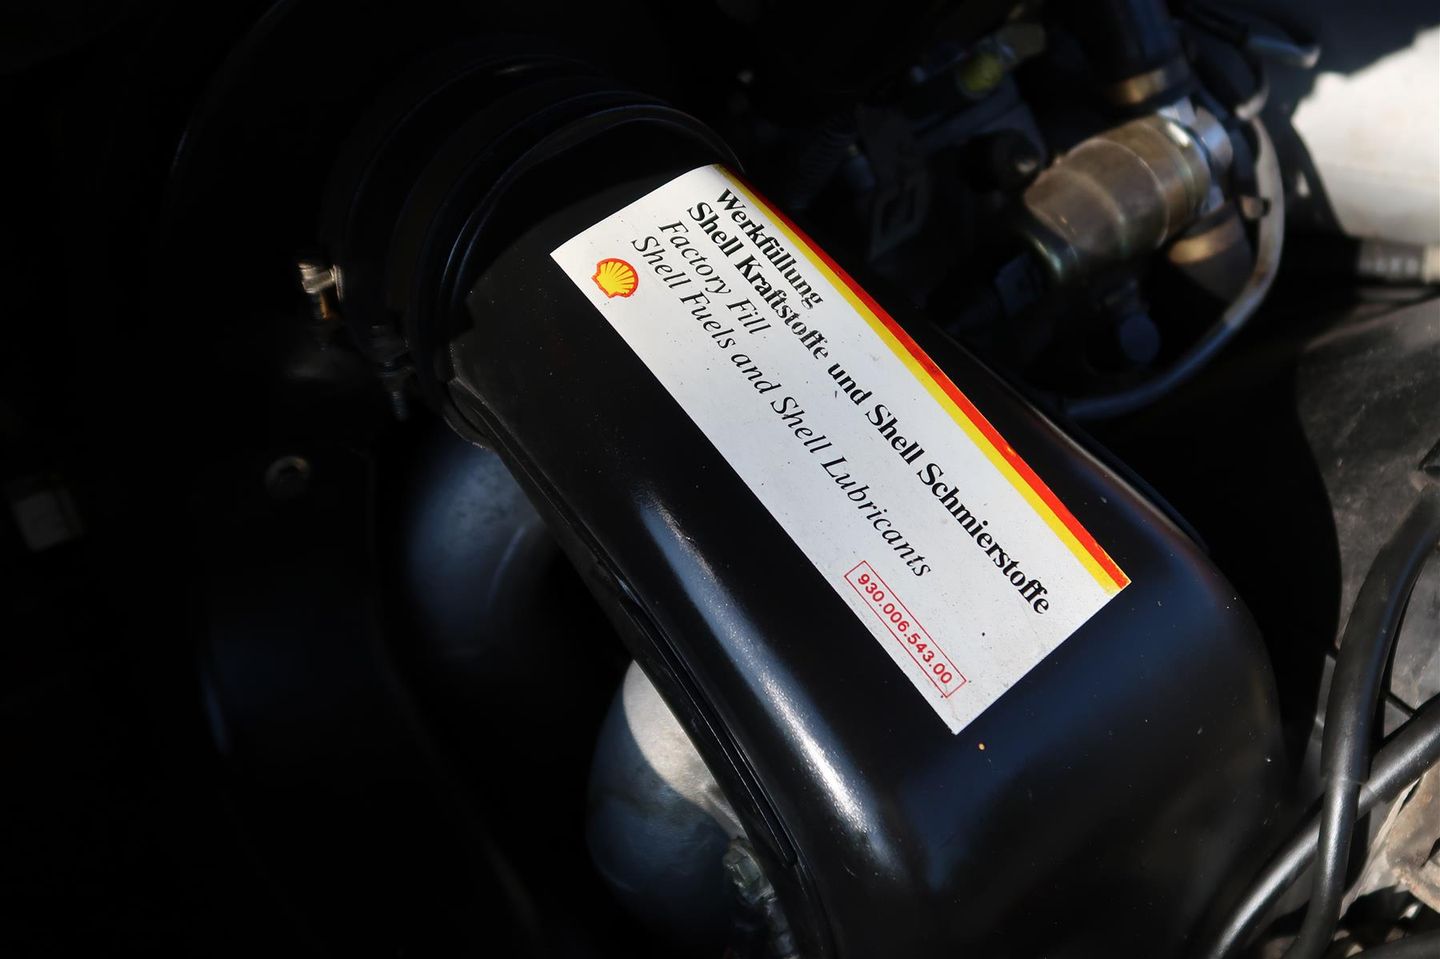 Werkfüllung
Shell Kraftstoffe und Shell Schmierstoffe
Factory Fill
Shell Fuels and Shell Lubricants
930.006.543.00